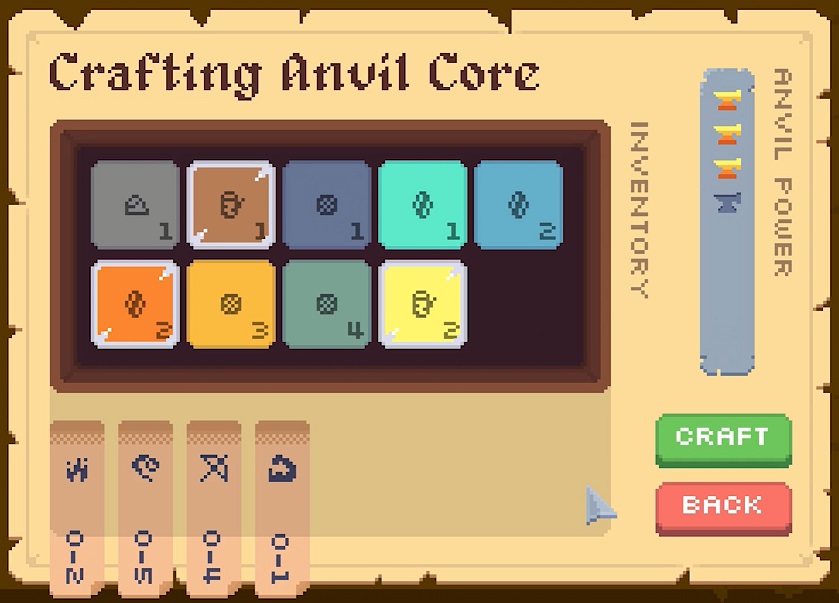 Crafting Anvil Core
1 1 1 1 2
2 3 4 2
INVENTORY
ANVIL POWER
CRAFT
BACK
0-2
0-5
0-4
0-1